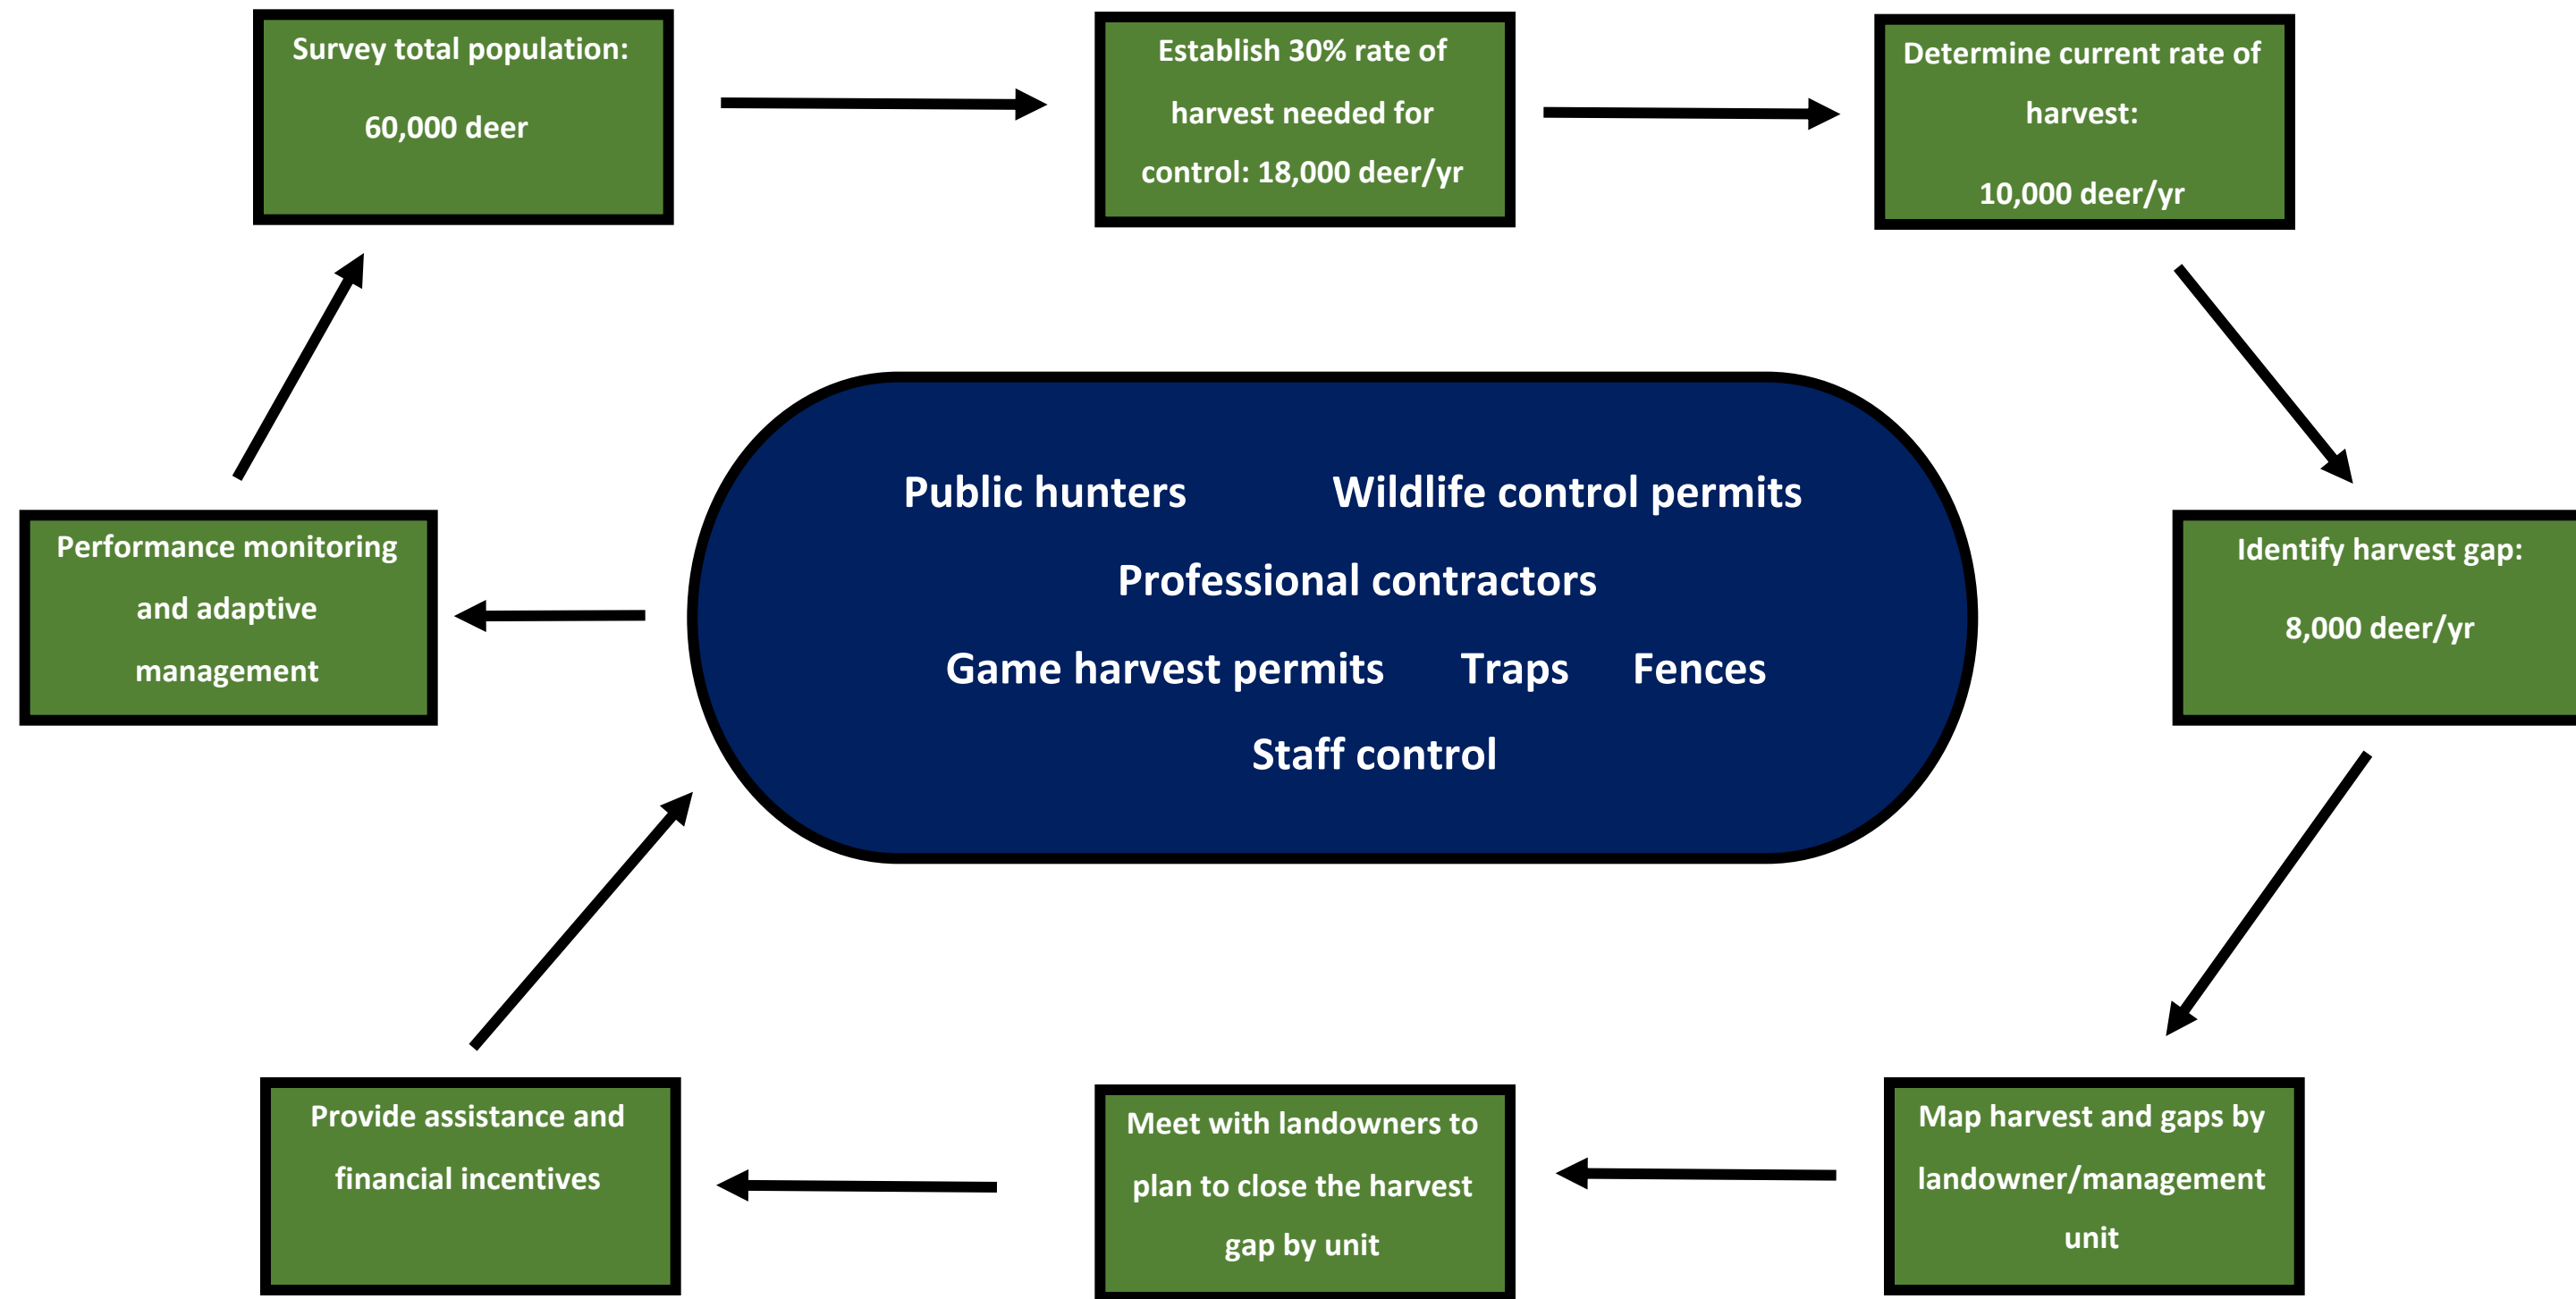 Survey total population:
60,000 deer
Establish 30% rate of
harvest needed for
control: 18,000 deer/yr
Determine current rate of
harvest:
10,000 deer/yr
Identify harvest gap:
8,000 deer/yr
Map harvest and gaps by
landowner/management
unit
Meet with landowners to
plan to close the harvest
gap by unit
Provide assistance and
financial incentives
Public hunters Wildlife control permits
Professional contractors
Game harvest permits Traps Fences
Staff control
Performance monitoring
and adaptive
management